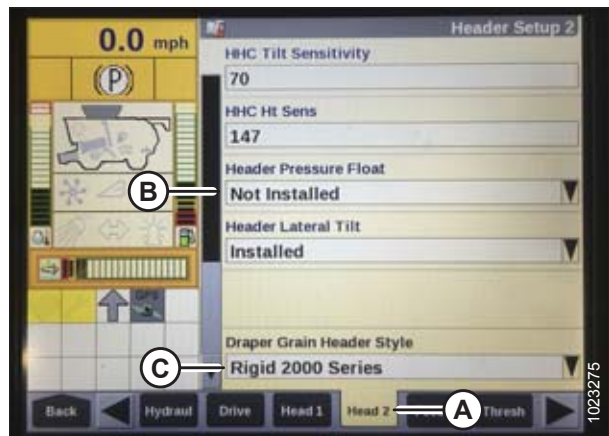 0.0 mph
Header Setup 2
(P)
HHC Tilt Sensitivity
70
HHC Ht Sens
147
Header Pressure Float
B
Not Installed
Header Lateral Tilt
Installed
GPS
Draper Grain Header Style
C
Rigid 2000 Series
Back
Hydraul
Drive
Head 1
Head 2
A
Thresh
1023275